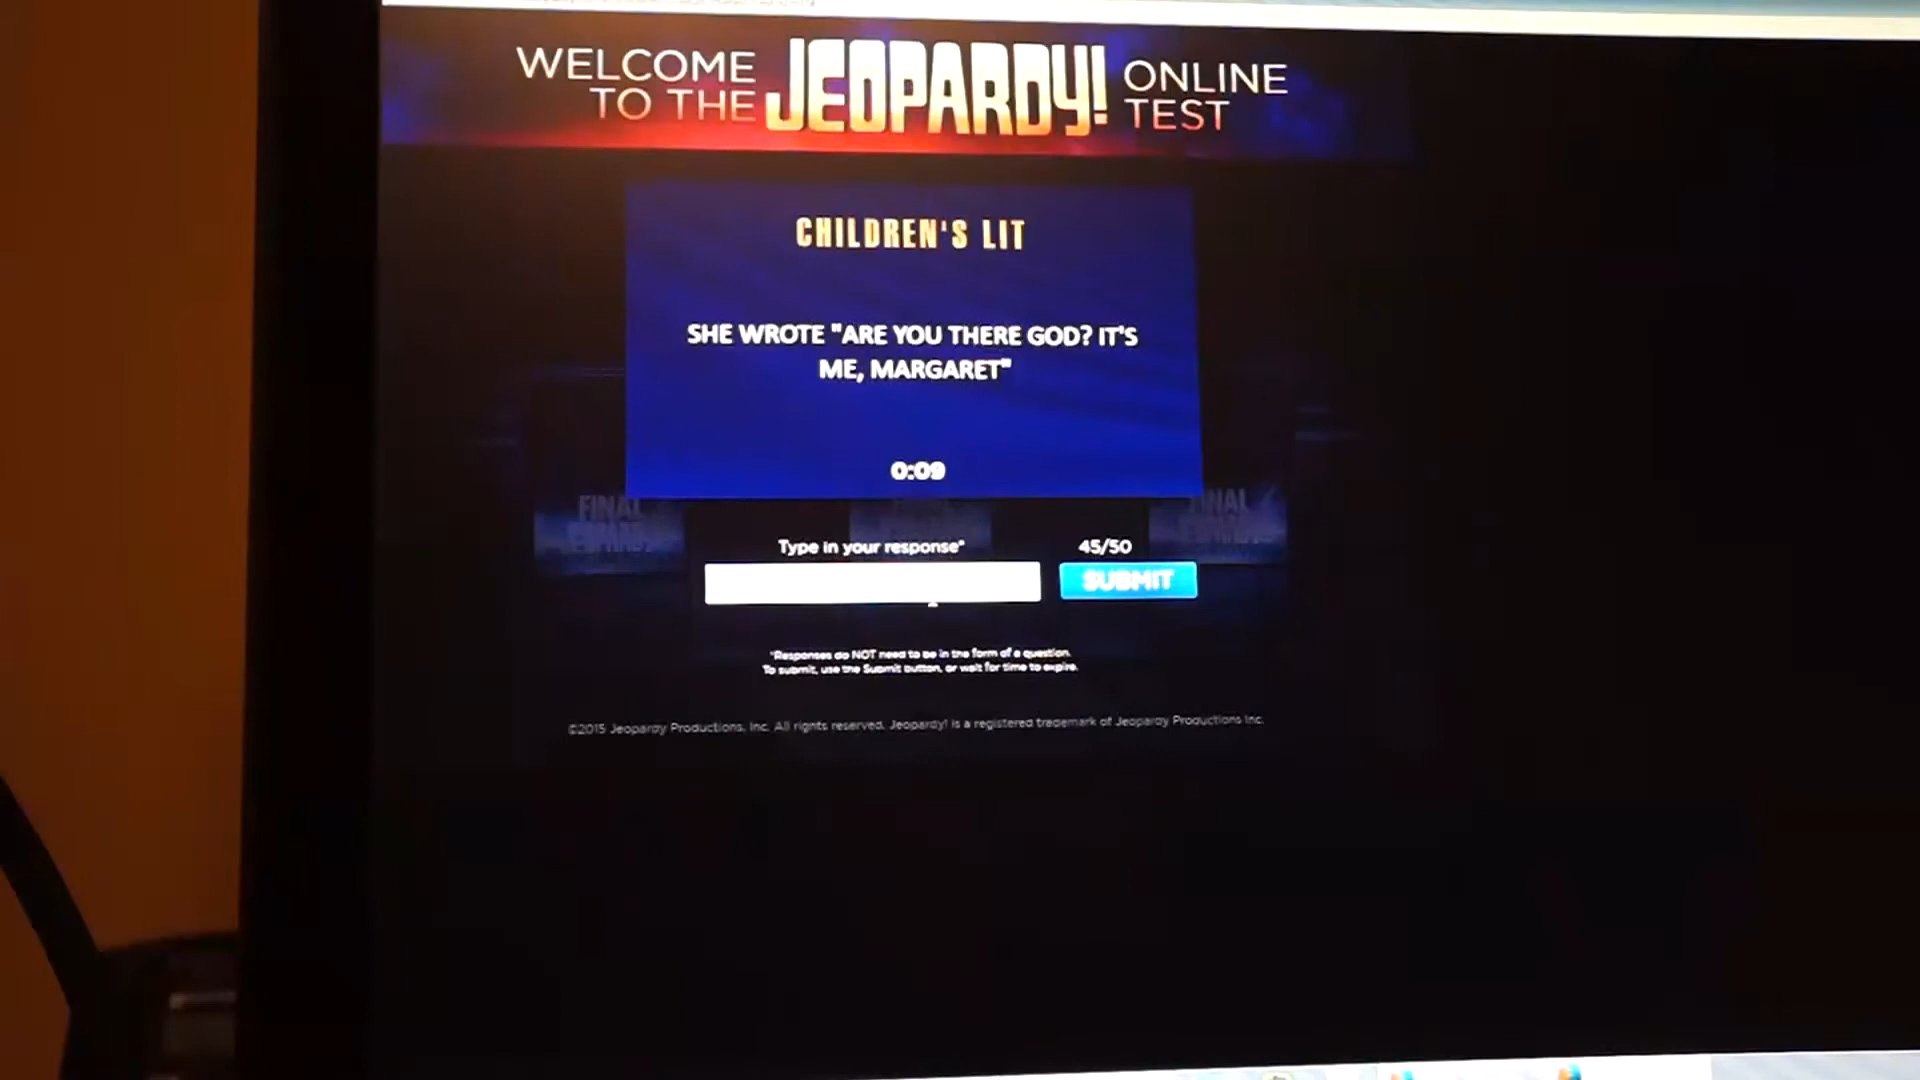 WELCOME TO THE JEOPARDY! ONLINE TEST
CHILDREN'S LIT
SHE WROTE "ARE YOU THERE GOD? IT'S
ME, MARGARET"
0:09
FINAL
FINAL
Type in your response*
45/50
SUBMIT
*Responses do NOT need to be in the form of a question.
To submit, use the Submit button, or wait for time to expire.
©2015 Jeopardy Productions, Inc. All rights reserved. Jeopardy! is a registered trademark of Jeopardy Productions Inc.